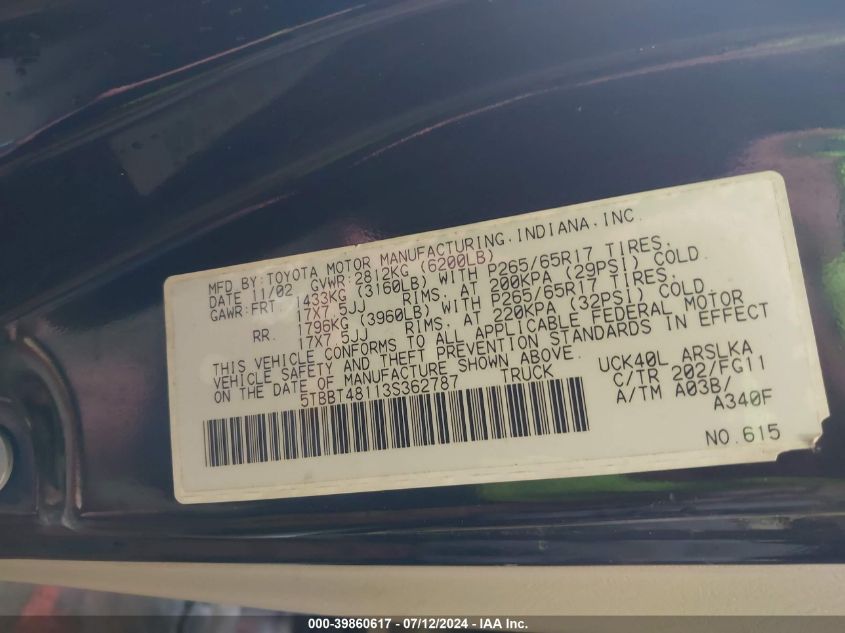 MFD BY:TOYOTA MOTOR MANUFACTURING.INDIANA.INC.
DATE 11/02 GVWR:2812KG (6200LB)
GAWR:FRT. 1433KG (3160LB) WITH P265/65R17 TIRES,
17X7.5JJ RIMS, AT 200KPA (29PSI) COLD.
RR. 1796KG (3960LB) WITH P265/65R17 TIRES,
17X7.5JJ RIMS, AT 220KPA (32PSI) COLD.
THIS VEHICLE CONFORMS TO ALL APPLICABLE FEDERAL MOTOR
VEHICLE SAFETY AND THEFT PREVENTION STANDARDS IN EFFECT
ON THE DATE OF MANUFACTURE SHOWN ABOVE.
5TBBT48113S362787 TRUCK
UCK40L ARSLKA
C/TR 202/FG11
A/TM A03B/
A340F
NO.615
000-39860617 - 07/12/2024 - IAA Inc.